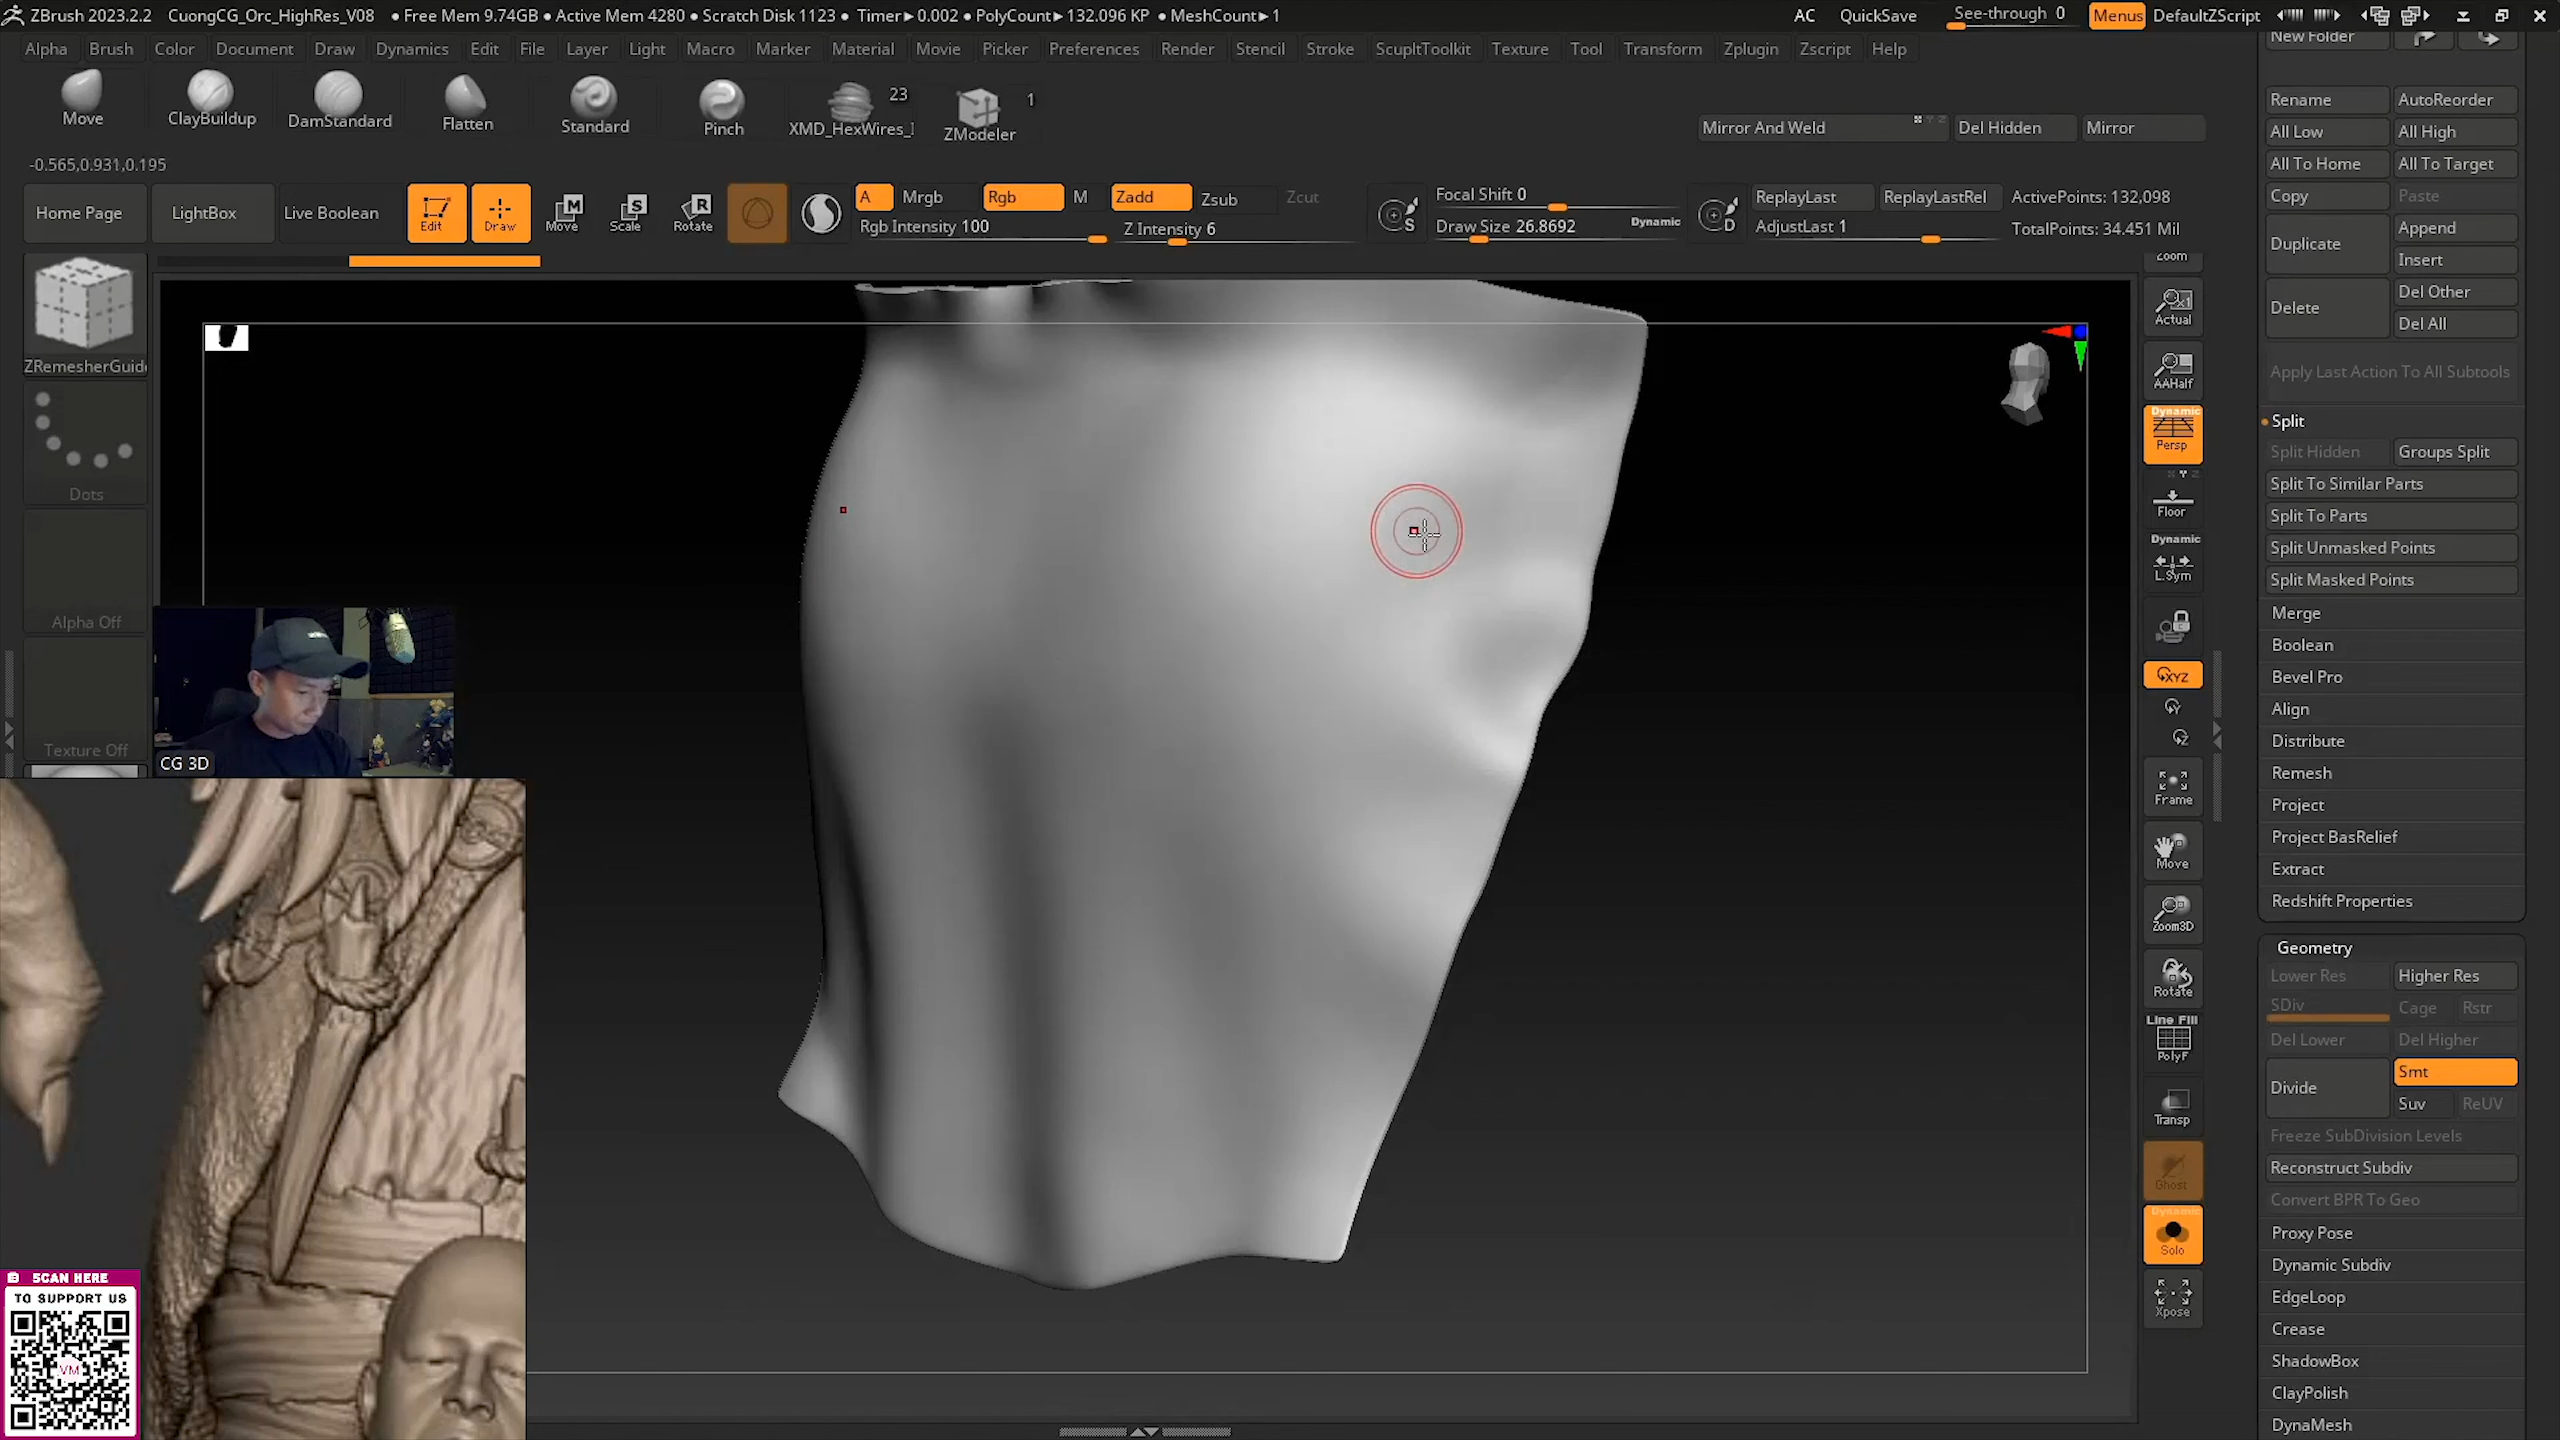 ZBrush 2023.2.2 CuongCG_Orc_HighRes_V08 • Free Mem 9.74GB • Active Mem 4280 • Scratch Disk 1123 • Timer▸0.002 • PolyCount▸132.096 KP • MeshCount▸1 AC QuickSave See-through 0 Menus DefaultZScript
Alpha Brush Color Document Draw Dynamics Edit File Layer Light Macro Marker Material Movie Picker Preferences Render Stencil Stroke ScupltToolkit Texture Tool Transform Zplugin Zscript Help
Move ClayBuildup DamStandard Flatten Standard Pinch XMD_HexWires_I 23 ZModeler 1
Mirror And Weld Del Hidden Mirror
-0.565,0.931,0.195
Home Page LightBox Live Boolean Edit Draw Move Scale Rotate
A Mrgb Rgb M Zadd Zsub Zcut
Rgb Intensity 100 Z Intensity 6
Focal Shift 0
Draw Size 26.8692 Dynamic
ReplayLast ReplayLastRel ActivePoints: 132,098
AdjustLast 1 TotalPoints: 34.451 Mil
ZRemesherGuid
Dots
Alpha Off
Texture Off
CG 3D
SCAN HERE
TO SUPPORT US
VM
Zoom
Actual
AAHalf
Dynamic
Persp
Floor
Dynamic
L.Sym
XYZ
Frame
Move
Zoom3D
Rotate
Line Fill
PolyF
Transp
Ghost
Dynamic
Solo
Xpose
New Folder
Rename AutoReorder
All Low All High
All To Home All To Target
Copy Paste
Duplicate Append
Insert
Delete Del Other
Del All
Apply Last Action To All Subtools
Split
Split Hidden Groups Split
Split To Similar Parts
Split To Parts
Split Unmasked Points
Split Masked Points
Merge
Boolean
Bevel Pro
Align
Distribute
Remesh
Project
Project BasRelief
Extract
Redshift Properties
Geometry
Lower Res Higher Res
SDiv Cage Rstr
Del Lower Del Higher
Divide Smt
Suv ReUV
Freeze SubDivision Levels
Reconstruct Subdiv
Convert BPR To Geo
Proxy Pose
Dynamic Subdiv
EdgeLoop
Crease
ShadowBox
ClayPolish
DynaMesh